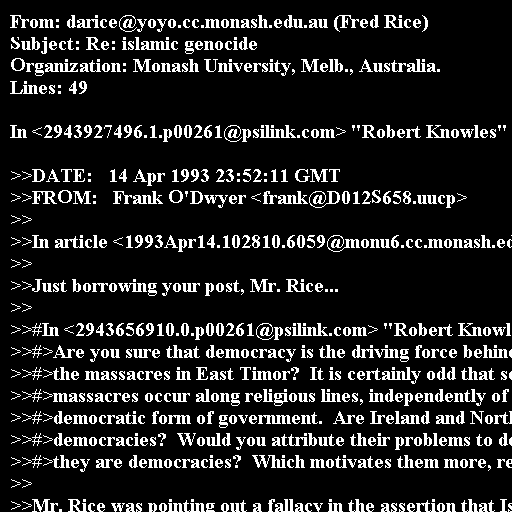 From: darice@yoyo.cc.monash.edu.au (Fred Rice)
Subject: Re: islamic genocide
Organization: Monash University, Melb., Australia.
Lines: 49

In <2943927496.1.p00261@psilink.com> "Robert Knowles"

>>DATE:   14 Apr 1993 23:52:11 GMT
>>FROM:   Frank O'Dwyer <frank@D012S658.uucp>
>>
>>In article <1993Apr14.102810.6059@monu6.cc.monash.ed
>>
>>Just borrowing your post, Mr. Rice...
>>
>>#In <2943656910.0.p00261@psilink.com> "Robert Knowl
>>#>Are you sure that democracy is the driving force behin
>>#>the massacres in East Timor?  It is certainly odd that s
>>#>massacres occur along religious lines, independently of
>>#>democratic form of government.  Are Ireland and Nort
>>#>democracies?  Would you attribute their problems to d
>>#>they are democracies?  Which motivates them more, re
>>
>>Mr. Rice was pointing out a fallacy in the assertion that Is